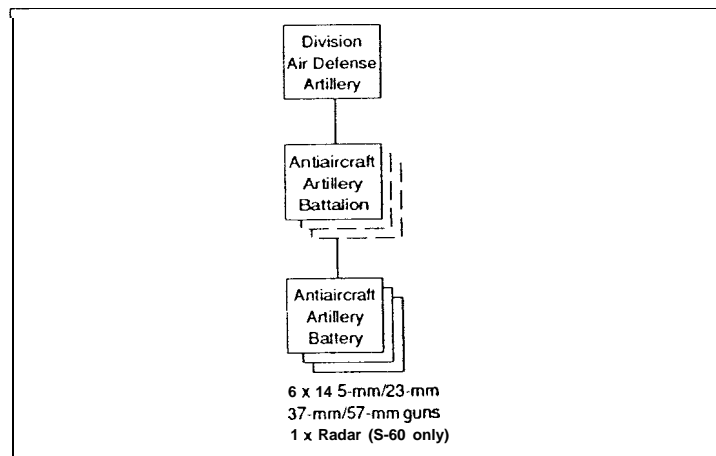 Division
Air Defense
Artillery
Antiaircraft
Artillery
Battalion
Antiaircraft
Artillery
Battery
6 x 14 5-mm/23-mm
37-mm/57-mm guns
1 x Radar (S-60 only)